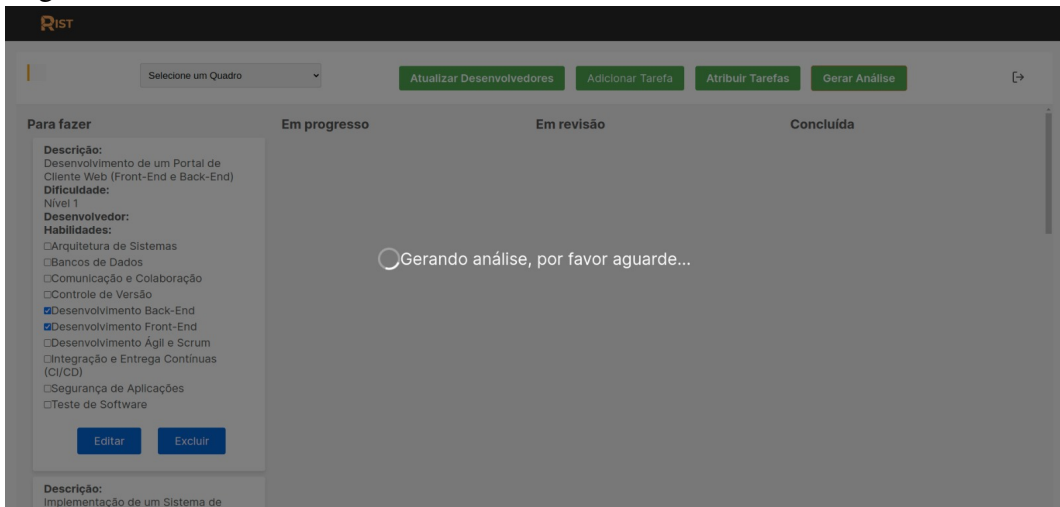 RIST
Selecione um Quadro
Atualizar Desenvolvedores
Adicionar Tarefa
Atribuir Tarefas
Gerar Análise
Para fazer
Em progresso
Em revisão
Concluída
Descrição:
Desenvolvimento de um Portal de
Cliente Web (Front-End e Back-End)
Dificuldade:
Nível 1
Desenvolvedor:
Habilidades:
Arquitetura de Sistemas
Bancos de Dados
Comunicação e Colaboração
Controle de Versão
Desenvolvimento Back-End
Desenvolvimento Front-End
Desenvolvimento Ágil e Scrum
Integração e Entrega Contínuas
(CI/CD)
Segurança de Aplicações
Teste de Software
Editar
Excluir
Gerando análise, por favor aguarde...
Descrição:
Implementação de um Sistema de